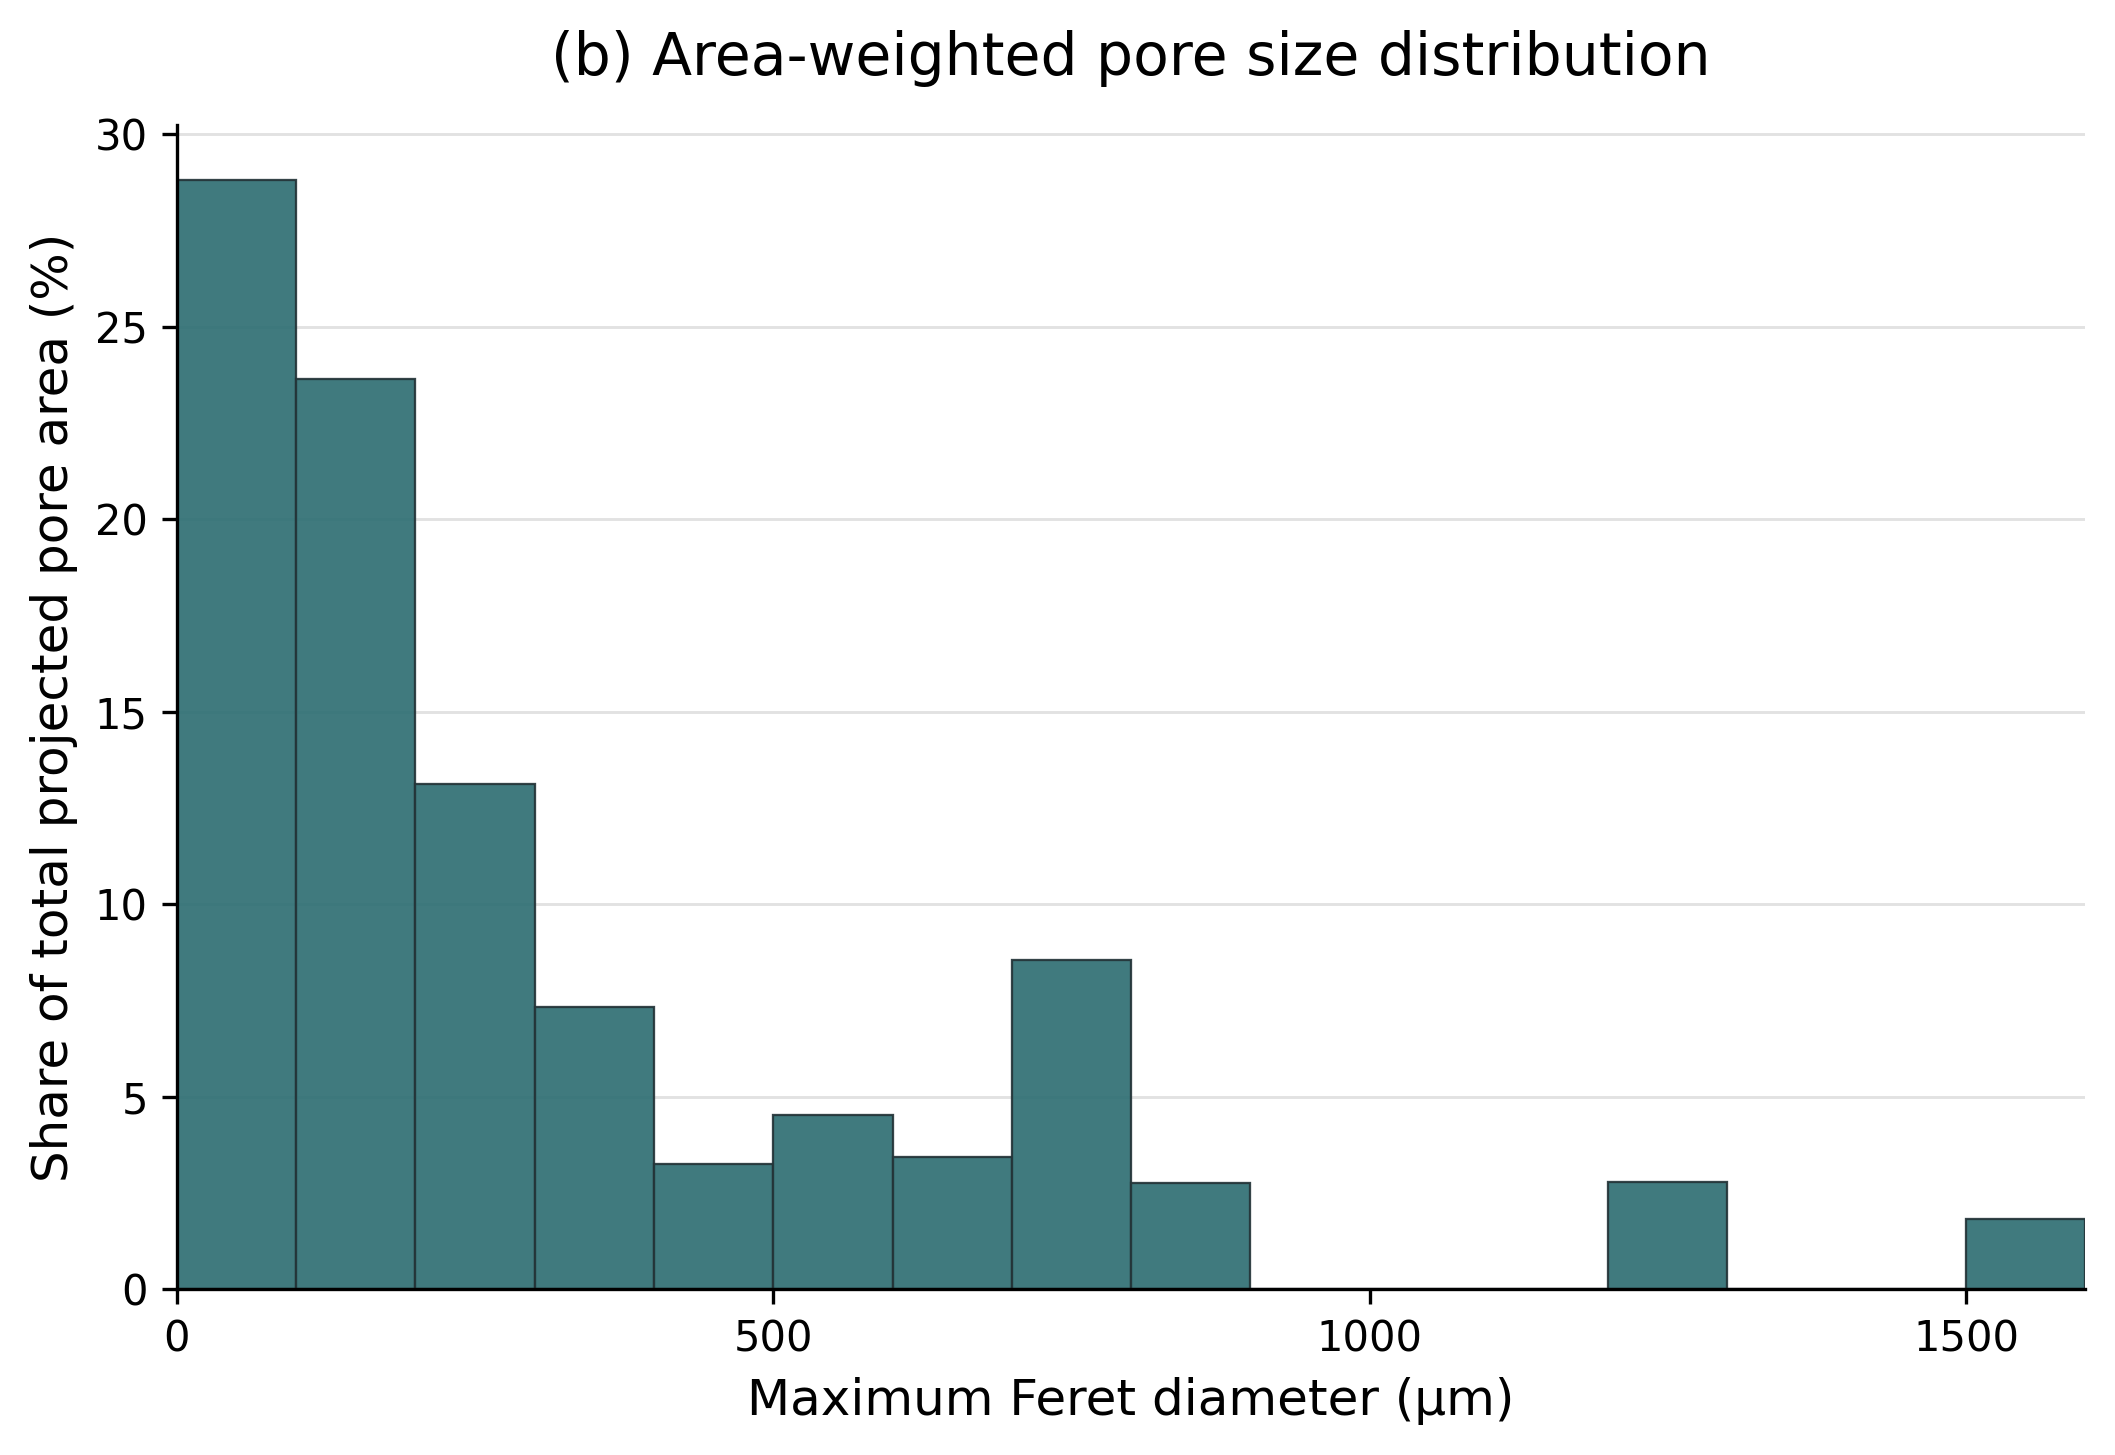 (b) Area-weighted pore size distribution
Share of total projected pore area (%)
30
25
20
15
10
5
0
0 500 1000 1500
Maximum Feret diameter (µm)